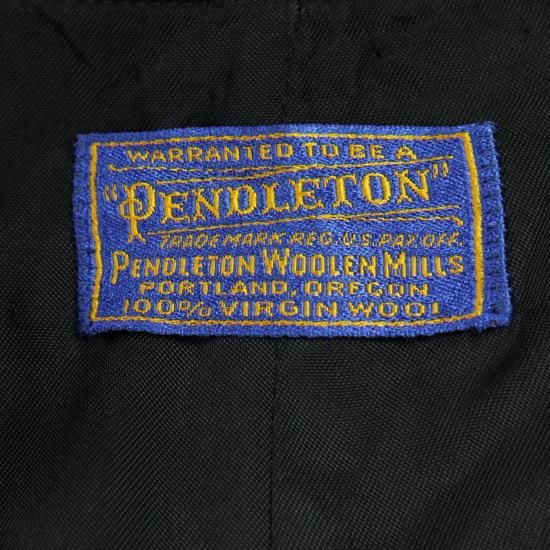 WARRANTED TO BE A
"PENDLETON"
TRADE MARK REG. U.S. PAT. OFF.
PENDLETON WOOLEN MILLS
PORTLAND, OREGON
100% VIRGIN WOOL